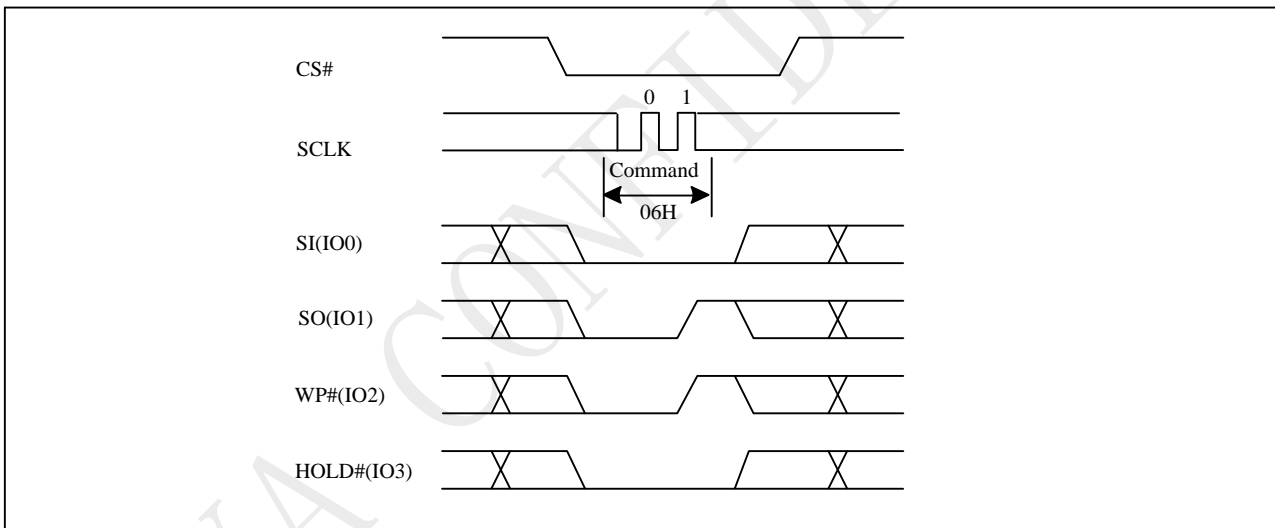 CS#
0 1
SCLK
Command
06H
SI(IO0)
SO(IO1)
WP#(IO2)
HOLD#(IO3)